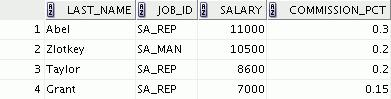 LAST_NAME JOB_ID SALARY COMMISSION_PCT
1 Abel SA_REP 11000 0.3
2 Zlotkey SA_MAN 10500 0.2
3 Taylor SA_REP 8600 0.2
4 Grant SA_REP 7000 0.15